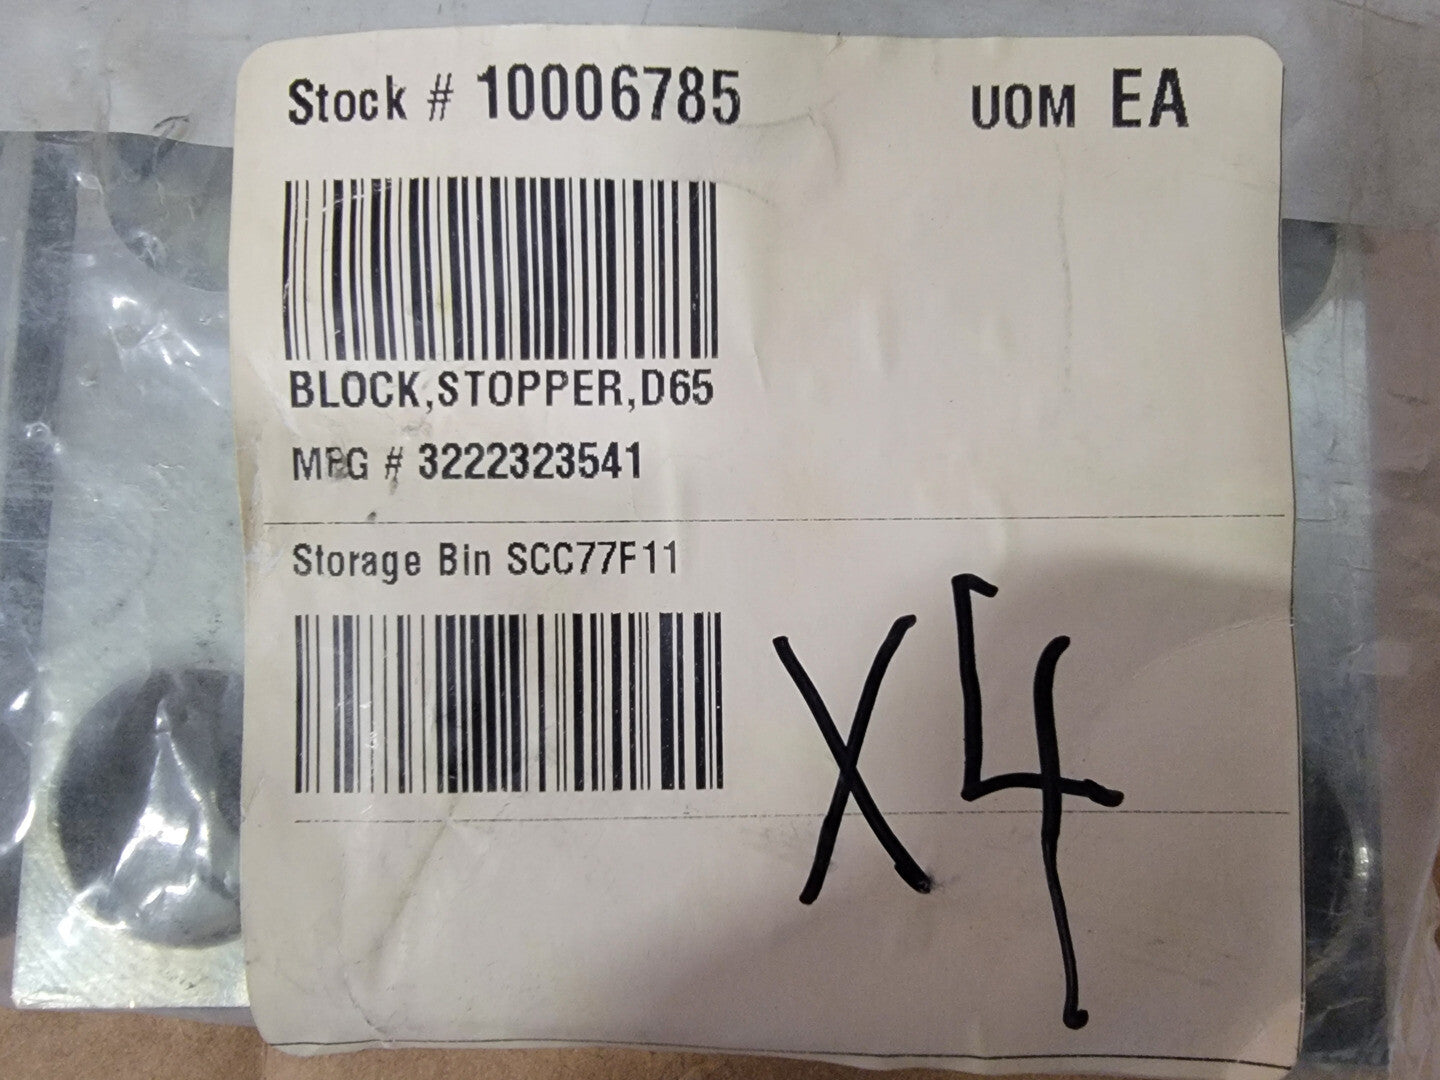 Stock # 10006785
UOM EA
BLOCK,STOPPER,D65
MFG # 3222323541
Storage Bin SCC77F11
X4